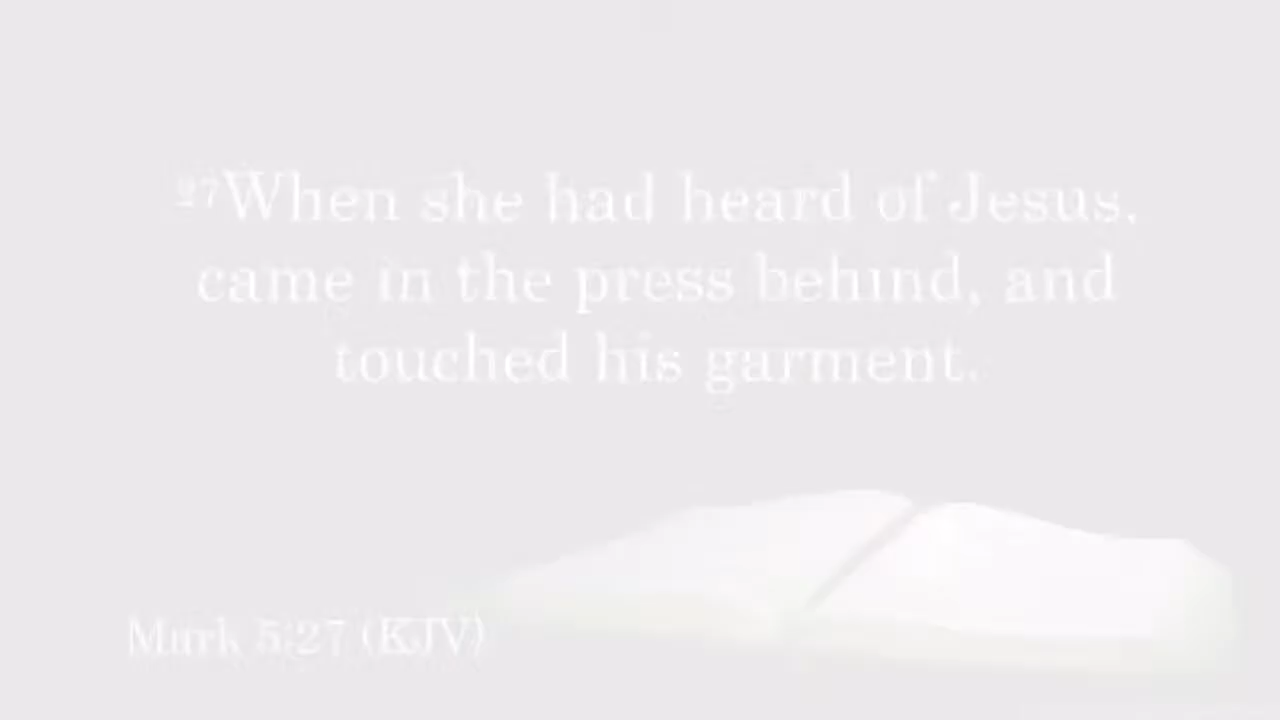 27When she had heard of Jesus,
came in the press behind, and
touched his garment.
Mark 5:27 (KJV)